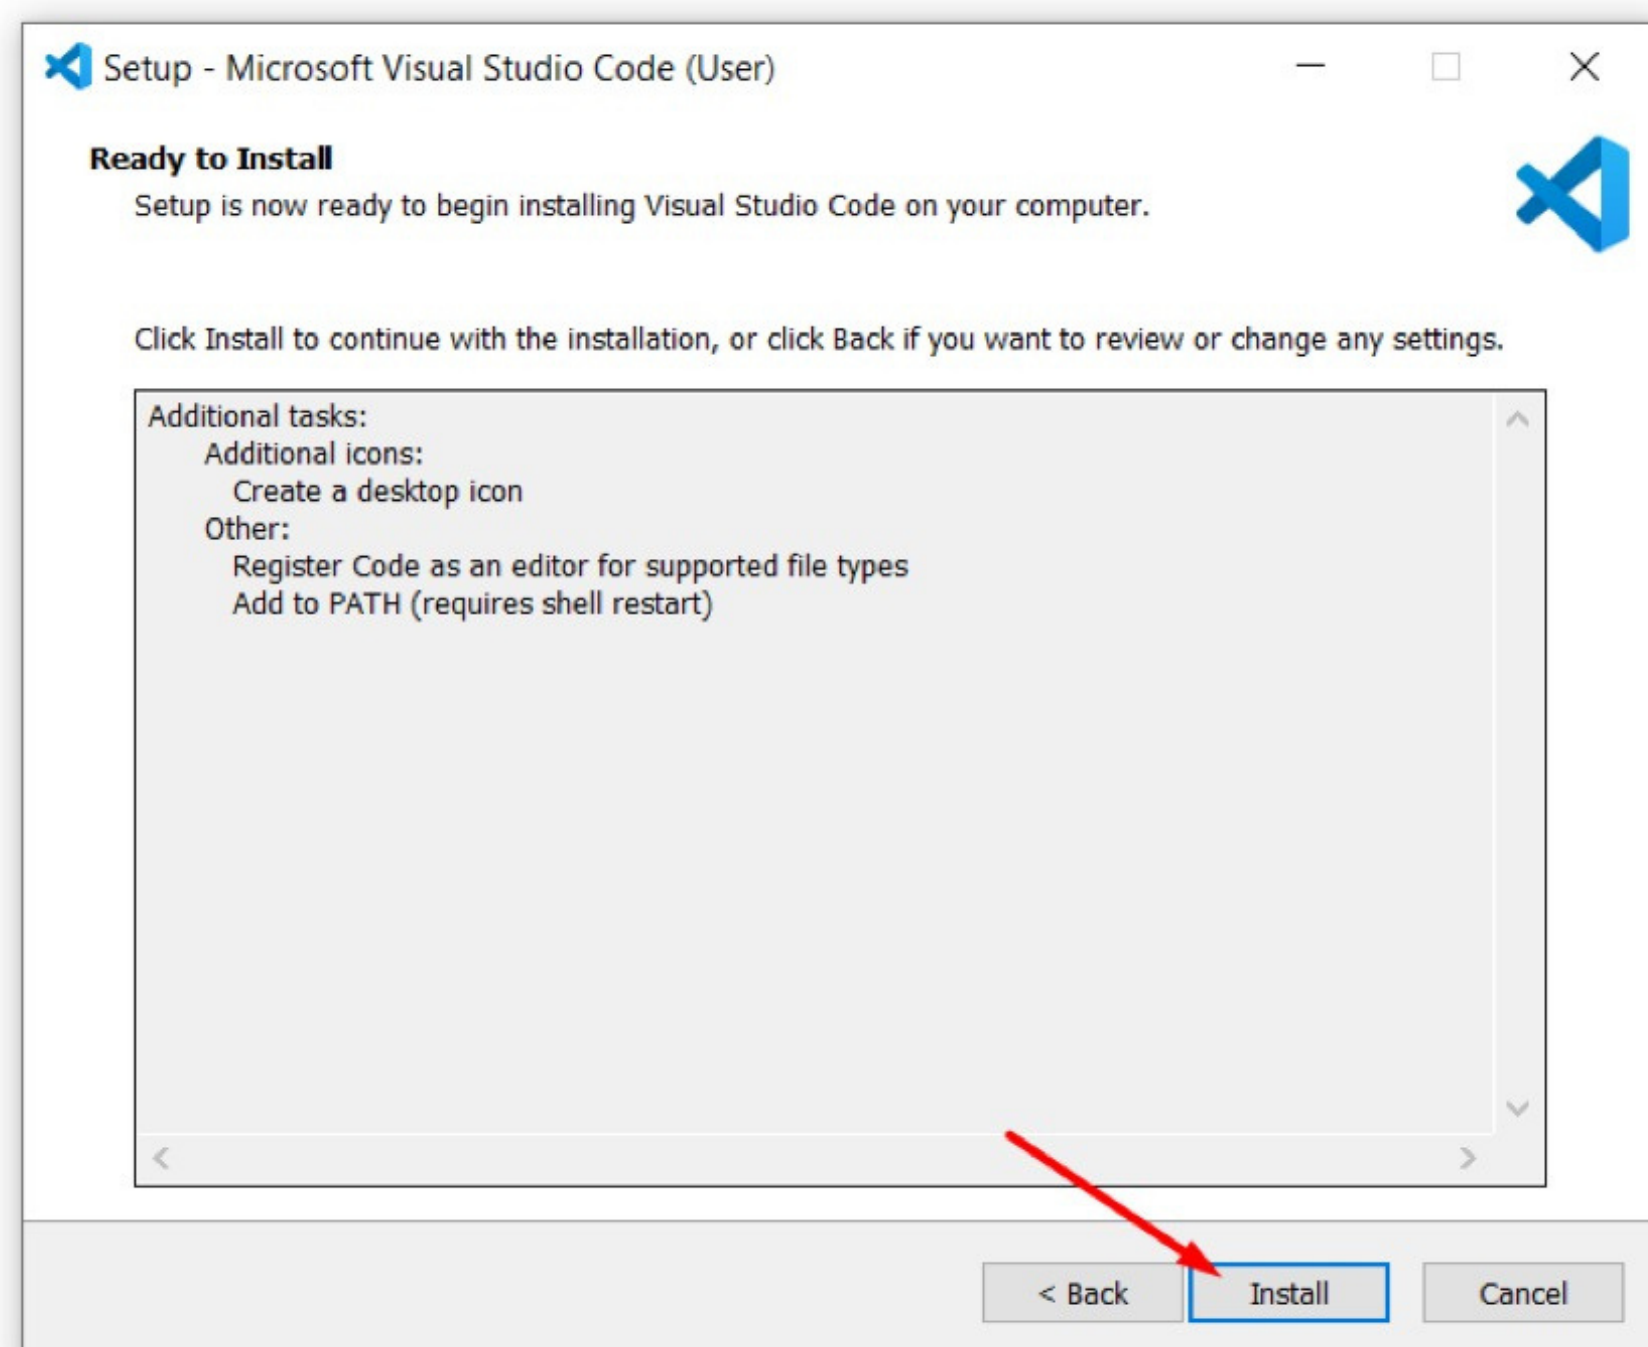 Setup - Microsoft Visual Studio Code (User)
Ready to Install
Setup is now ready to begin installing Visual Studio Code on your computer.
Click Install to continue with the installation, or click Back if you want to review or change any settings.
Additional tasks:
Additional icons:
Create a desktop icon
Other:
Register Code as an editor for supported file types
Add to PATH (requires shell restart)
< Back
Install
Cancel